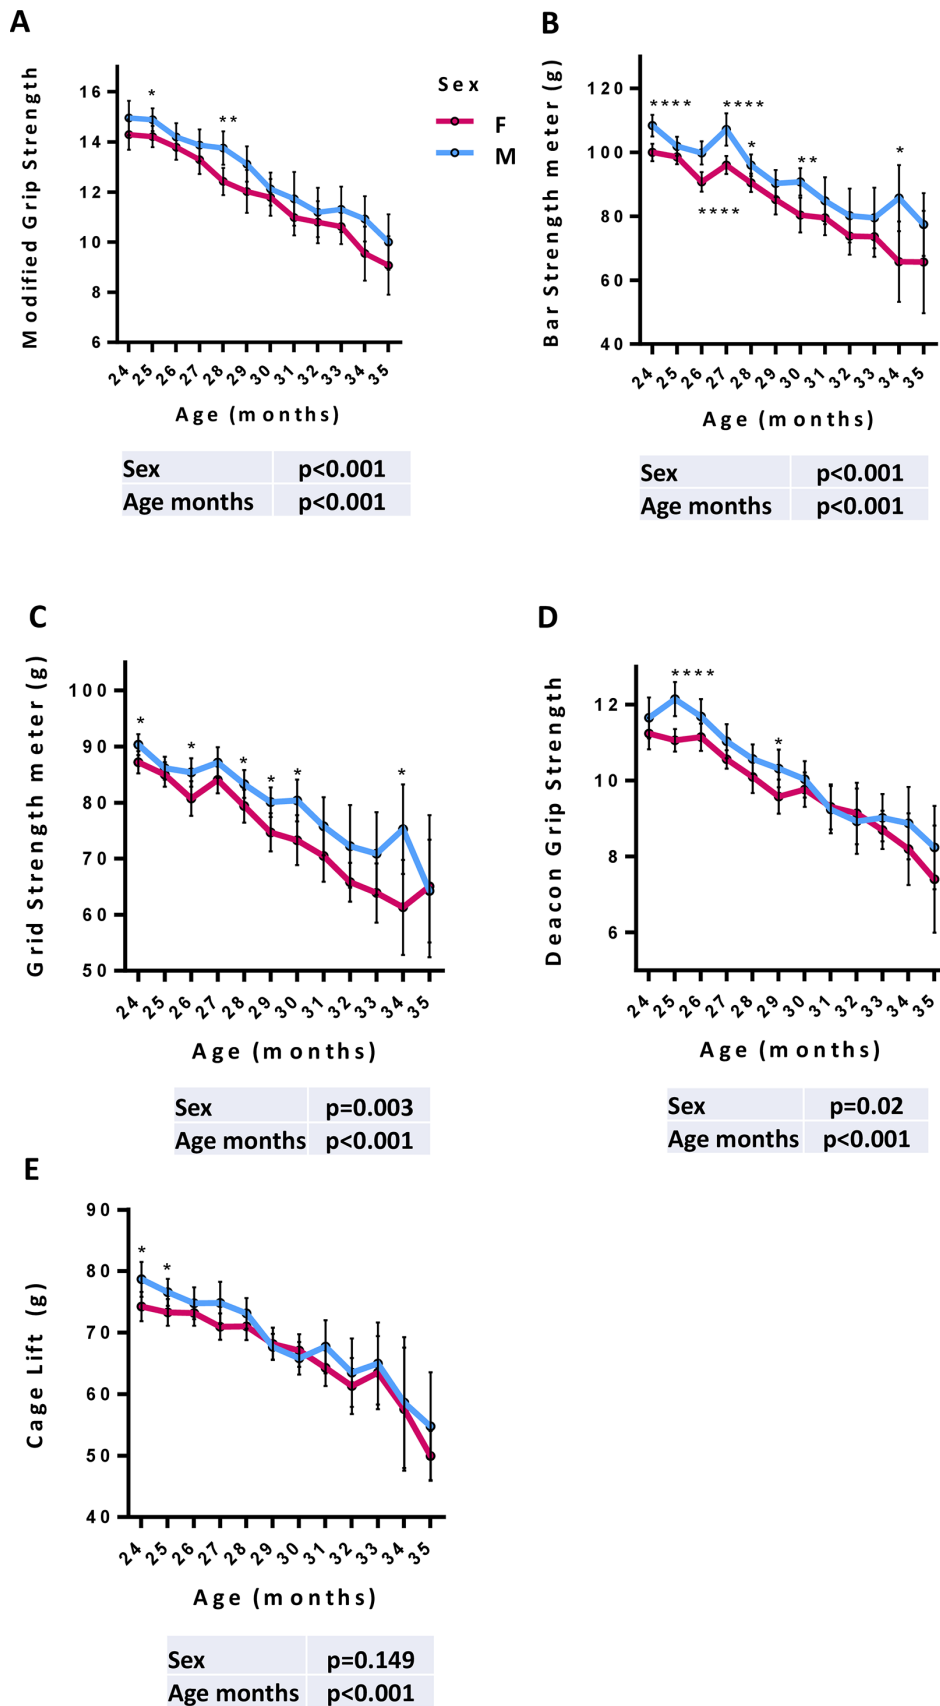 A
Modified Grip Strength
16
14
12
10
8
6
*
**
24 25 26 27 28 29 30 31 32 33 34 35
Age (months)
Sex p<0.001
Age months p<0.001
Sex
F
M
B
Bar Strength meter (g)
120
100
80
60
40
**** **** * ** *
****
24 25 26 27 28 29 30 31 32 33 34 35
Age (months)
Sex p<0.001
Age months p<0.001
C
Grid Strength meter (g)
100
90
80
70
60
50
* * * * * *
24 25 26 27 28 29 30 31 32 33 34 35
Age (months)
Sex p=0.003
Age months p<0.001
D
Deacon Grip Strength
12
10
8
6
**** *
24 25 26 27 28 29 30 31 32 33 34 35
Age (months)
Sex p=0.02
Age months p<0.001
E
Cage Lift (g)
90
80
70
60
50
40
* *
24 25 26 27 28 29 30 31 32 33 34 35
Age (months)
Sex p=0.149
Age months p<0.001